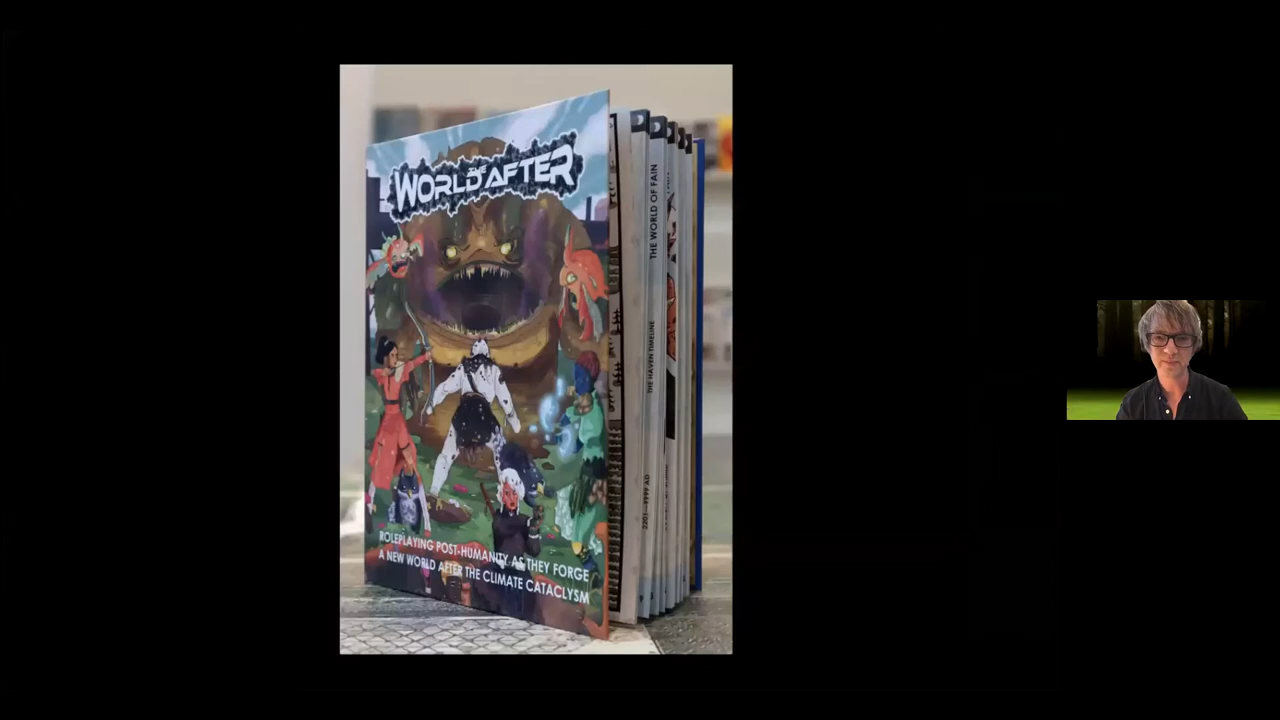 THE
WORLD AFTER
ROLEPLAYING POST-HUMANITY AS THEY FORGE
A NEW WORLD AFTER THE CLIMATE CATACLYSM
THE WORLD OF FAIN
THE HAVEN TIMELINE